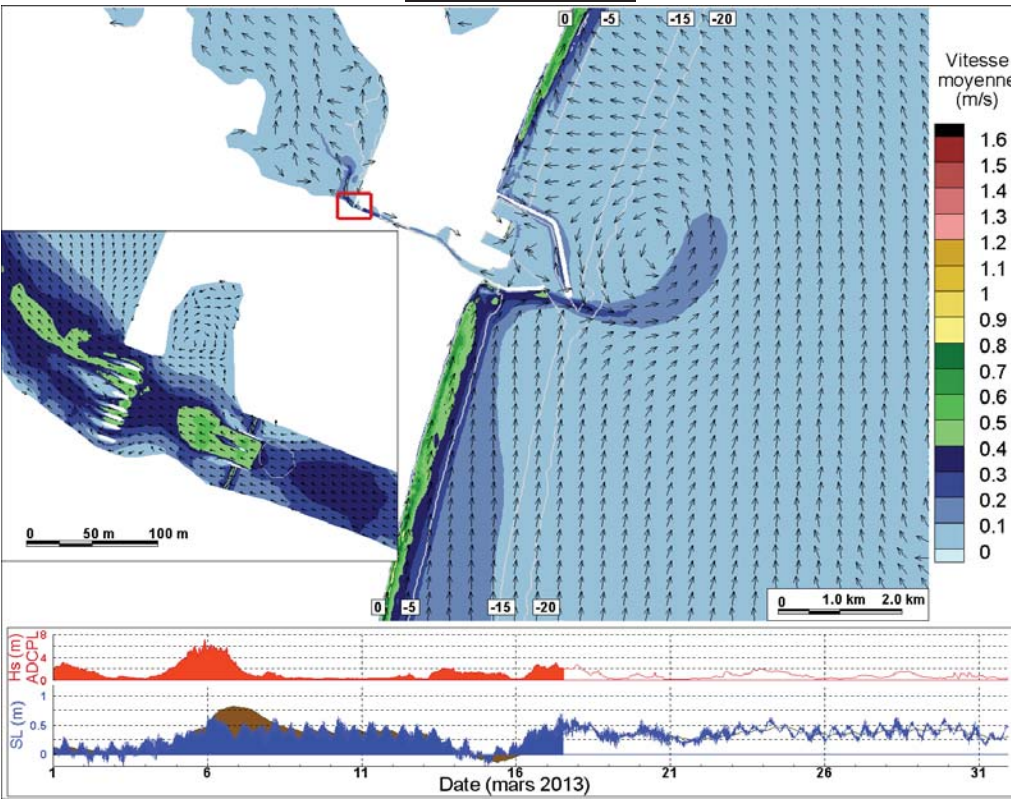 0 -5 -15 -20
Vitesse
moyenne
(m/s)
1.6
1.5
1.4
1.3
1.2
1.1
1
0.9
0.8
0.7
0.6
0.5
0.4
0.3
0.2
0.1
0
0 50 m 100 m
0 -5 -15 -20
0 1.0 km 2.0 km
Hs (m)
ADCPL
8
4
0
SL (m)
1
0.5
0
1 6 11 16 21 26 31
Date (mars 2013)